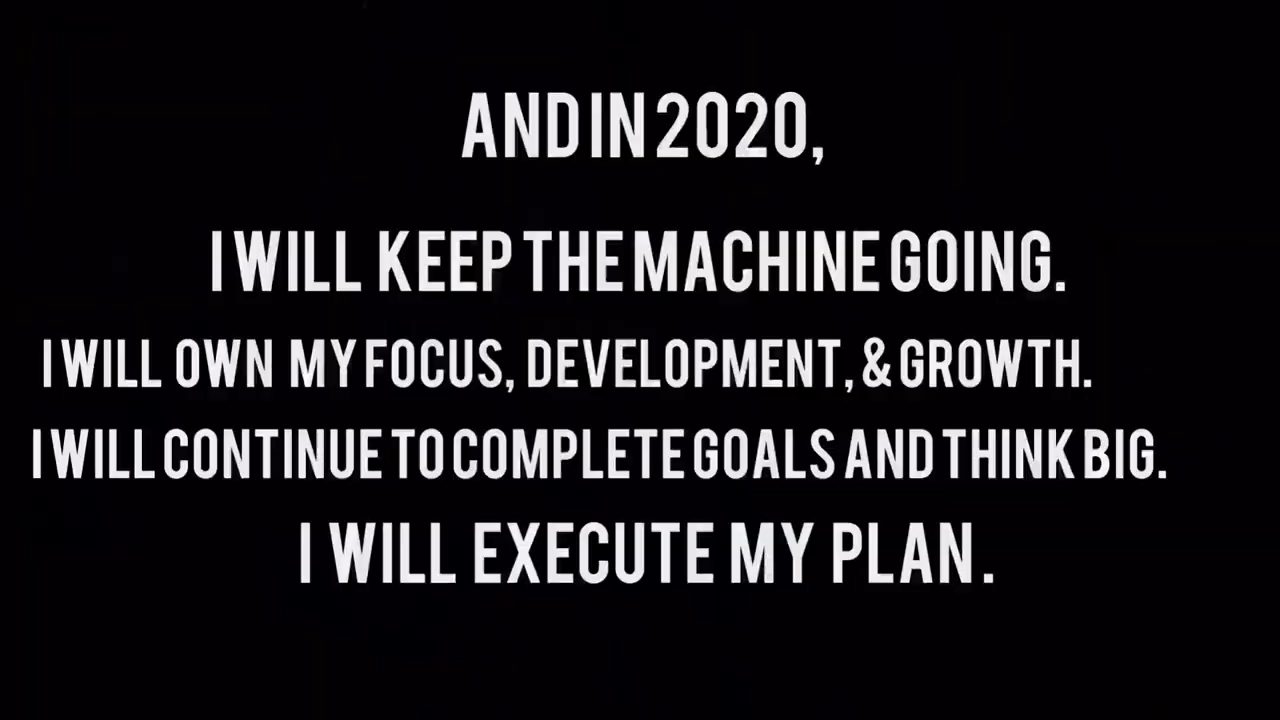 AND IN 2020,
I WILL KEEP THE MACHINE GOING.
I WILL OWN MY FOCUS, DEVELOPMENT, & GROWTH.
I WILL CONTINUE TO COMPLETE GOALS AND THINK BIG.
I WILL EXECUTE MY PLAN.